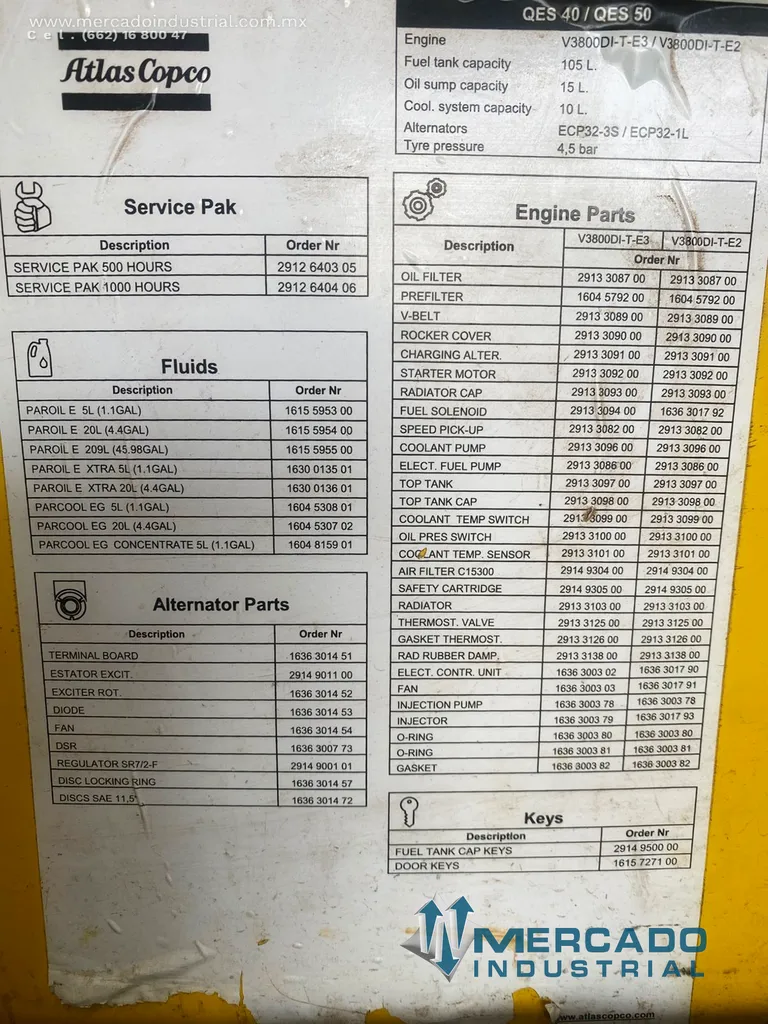 www.mercadoindustrial.com.mx
Cel. (662) 16 800 47
Atlas Copco
QES 40 / QES 50
Engine V3800DI-T-E3 / V3800DI-T-E2
Fuel tank capacity 105 L.
Oil sump capacity 15 L.
Cool. system capacity 10 L.
Alternators ECP32-3S / ECP32-1L
Tyre pressure 4,5 bar
Service Pak
Description Order Nr
SERVICE PAK 500 HOURS 2912 6403 05
SERVICE PAK 1000 HOURS 2912 6404 06
Fluids
Description Order Nr
PAROIL E 5L (1.1GAL) 1615 5953 00
PAROIL E 20L (4.4GAL) 1615 5954 00
PAROIL E 209L (45.98GAL) 1615 5955 00
PAROIL E XTRA 5L (1.1GAL) 1630 0135 01
PAROIL E XTRA 20L (4.4GAL) 1630 0136 01
PARCOOL EG 5L (1.1GAL) 1604 5308 01
PARCOOL EG 20L (4.4GAL) 1604 5307 02
PARCOOL EG CONCENTRATE 5L (1.1GAL) 1604 8159 01
Alternator Parts
Description Order Nr
TERMINAL BOARD 1636 3014 51
ESTATOR EXCIT. 2914 9011 00
EXCITER ROT. 1636 3014 52
DIODE 1636 3014 53
FAN 1636 3014 54
DSR 1636 3007 73
REGULATOR SR7/2-F 2914 9001 01
DISC LOCKING RING 1636 3014 57
DISCS SAE 11,5" 1636 3014 72
Engine Parts
Description V3800DI-T-E3 V3800DI-T-E2
Order Nr
OIL FILTER 2913 3087 00 2913 3087 00
PREFILTER 1604 5792 00 1604 5792 00
V-BELT 2913 3089 00 2913 3089 00
ROCKER COVER 2913 3090 00 2913 3090 00
CHARGING ALTER. 2913 3091 00 2913 3091 00
STARTER MOTOR 2913 3092 00 2913 3092 00
RADIATOR CAP 2913 3093 00 2913 3093 00
FUEL SOLENOID 2913 3094 00 1636 3017 92
SPEED PICK-UP 2913 3082 00 2913 3082 00
COOLANT PUMP 2913 3096 00 2913 3096 00
ELECT. FUEL PUMP 2913 3086 00 2913 3086 00
TOP TANK 2913 3097 00 2913 3097 00
TOP TANK CAP 2913 3098 00 2913 3098 00
COOLANT TEMP SWITCH 2913 3099 00 2913 3099 00
OIL PRES SWITCH 2913 3100 00 2913 3100 00
COOLANT TEMP. SENSOR 2913 3101 00 2913 3101 00
AIR FILTER C15300 2914 9304 00 2914 9304 00
SAFETY CARTRIDGE 2914 9305 00 2914 9305 00
RADIATOR 2913 3103 00 2913 3103 00
THERMOST. VALVE 2913 3125 00 2913 3125 00
GASKET THERMOST. 2913 3126 00 2913 3126 00
RAD RUBBER DAMP. 2913 3138 00 2913 3138 00
ELECT. CONTR. UNIT 1636 3003 02 1636 3017 90
FAN 1636 3003 03 1636 3017 91
INJECTION PUMP 1636 3003 78 1636 3003 78
INJECTOR 1636 3003 79 1636 3017 93
O-RING 1636 3003 80 1636 3003 80
O-RING 1636 3003 81 1636 3003 81
GASKET 1636 3003 82 1636 3003 82
Keys
Description Order Nr
FUEL TANK CAP KEYS 2914 9500 00
DOOR KEYS 1615 7271 00
MERCADO
INDUSTRIAL
www.atlascopco.com